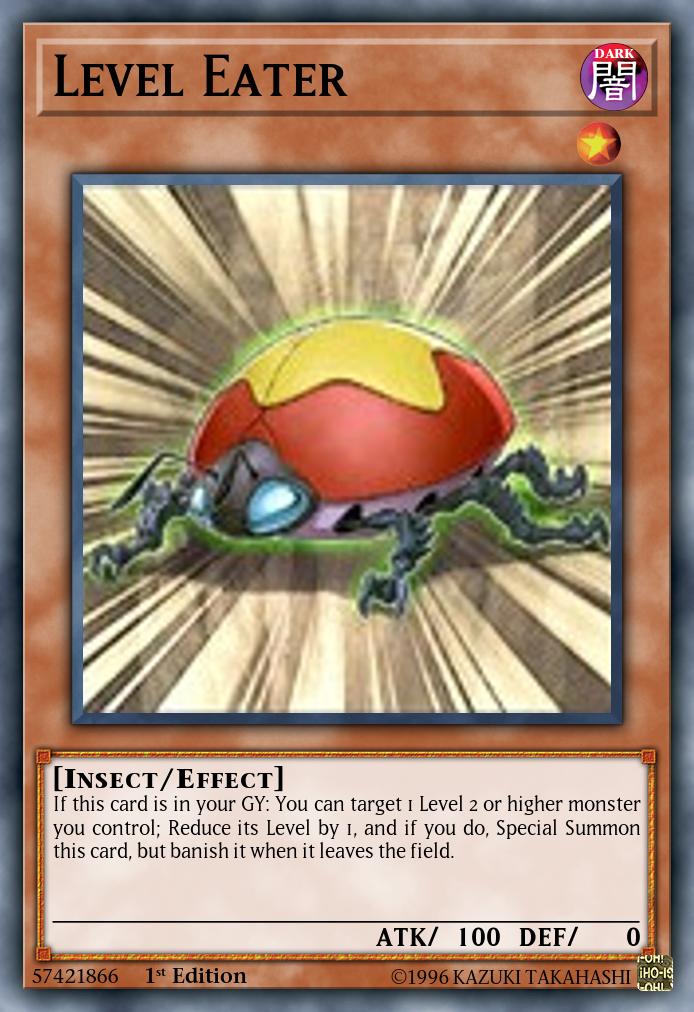 LEVEL EATER
DARK
闇
[INSECT/EFFECT]
If this card is in your GY: You can target 1 Level 2 or higher monster
you control; Reduce its Level by 1, and if you do, Special Summon
this card, but banish it when it leaves the field.
ATK/ 100 DEF/ 0
57421866 1st Edition ©1996 KAZUKI TAKAHASHI